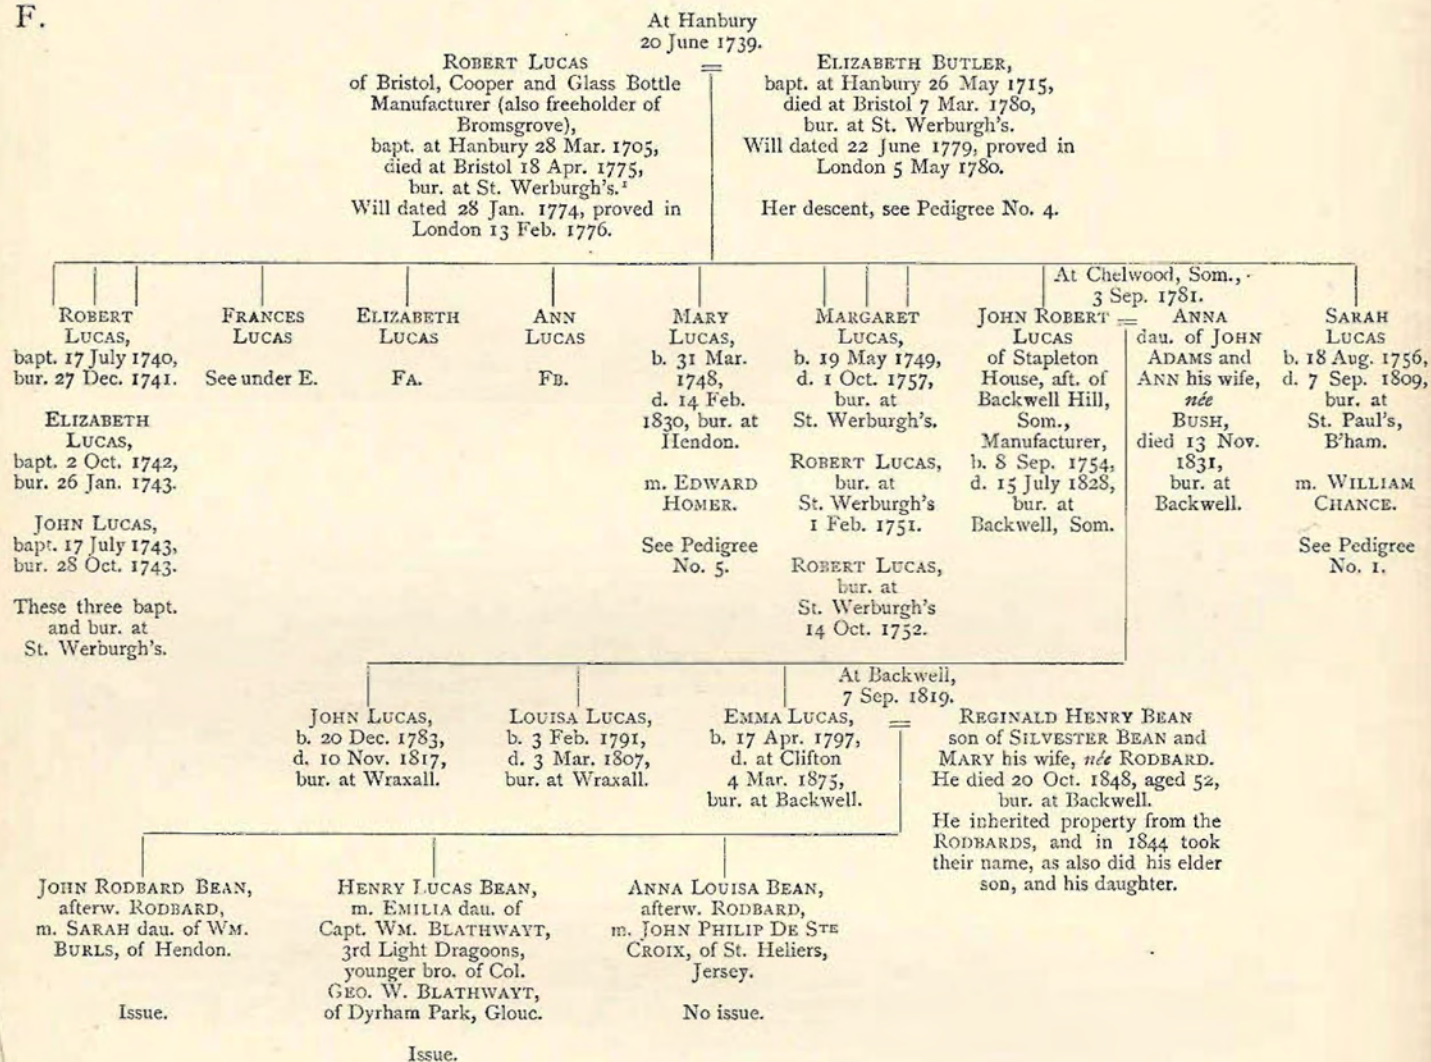 F.
At Hanbury
20 June 1739.
ROBERT LUCAS
of Bristol, Cooper and Glass Bottle
Manufacturer (also freeholder of
Bromsgrove),
bapt. at Hanbury 28 Mar. 1705,
died at Bristol 18 Apr. 1775,
bur. at St. Werburgh's.¹
Will dated 28 Jan. 1774, proved in
London 13 Feb. 1776.
=
ELIZABETH BUTLER,
bapt. at Hanbury 26 May 1715,
died at Bristol 7 Mar. 1780,
bur. at St. Werburgh's.
Will dated 22 June 1779, proved in
London 5 May 1780.
Her descent, see Pedigree No. 4.
ROBERT
LUCAS,
bapt. 17 July 1740,
bur. 27 Dec. 1741.
ELIZABETH
LUCAS,
bapt. 2 Oct. 1742,
bur. 26 Jan. 1743.
JOHN LUCAS,
bapt. 17 July 1743,
bur. 28 Oct. 1743.
These three bapt.
and bur. at
St. Werburgh's.
FRANCES
LUCAS
See under E.
ELIZABETH
LUCAS
FA.
ANN
LUCAS
FB.
MARY
LUCAS,
b. 31 Mar.
1748,
d. 14 Feb.
1830, bur. at
Hendon.
m. EDWARD
HOMER.
See Pedigree
No. 5.
MARGARET
LUCAS,
b. 19 May 1749,
d. 1 Oct. 1757,
bur. at
St. Werburgh's.
ROBERT LUCAS,
bur. at
St. Werburgh's
1 Feb. 1751.
ROBERT LUCAS,
bur. at
St. Werburgh's
14 Oct. 1752.
At Chelwood, Som.,
3 Sep. 1781.
JOHN ROBERT =
LUCAS
of Stapleton
House, aft. of
Backwell Hill,
Som.,
Manufacturer,
b. 8 Sep. 1754,
d. 15 July 1828,
bur. at
Backwell, Som.
ANNA
dau. of JOHN
ADAMS and
ANN his wife,
née
BUSH,
died 13 Nov.
1831,
bur. at
Backwell.
SARAH
LUCAS
b. 18 Aug. 1756,
d. 7 Sep. 1809,
bur. at
St. Paul's,
B'ham.
m. WILLIAM
CHANCE.
See Pedigree
No. 1.
JOHN LUCAS,
b. 20 Dec. 1783,
d. 10 Nov. 1817,
bur. at Wraxall.
LOUISA LUCAS,
b. 3 Feb. 1791,
d. 3 Mar. 1807,
bur. at Wraxall.
At Backwell,
7 Sep. 1819.
EMMA LUCAS, =
b. 17 Apr. 1797,
d. at Clifton
4 Mar. 1875,
bur. at Backwell.
REGINALD HENRY BEAN
son of SILVESTER BEAN and
MARY his wife, née RODBARD.
He died 20 Oct. 1848, aged 52,
bur. at Backwell.
He inherited property from the
RODBARDS, and in 1844 took
their name, as also did his elder
son, and his daughter.
JOHN RODBARD BEAN,
afterw. RODBARD,
m. SARAH dau. of WM.
BURLS, of Hendon.
Issue.
HENRY LUCAS BEAN,
m. EMILIA dau. of
Capt. WM. BLATHWAYT,
3rd Light Dragoons,
younger bro. of Col.
GEO. W. BLATHWAYT,
of Dyrham Park, Glouc.
Issue.
ANNA LOUISA BEAN,
afterw. RODBARD,
m. JOHN PHILIP DE STE
CROIX, of St. Heliers,
Jersey.
No issue.